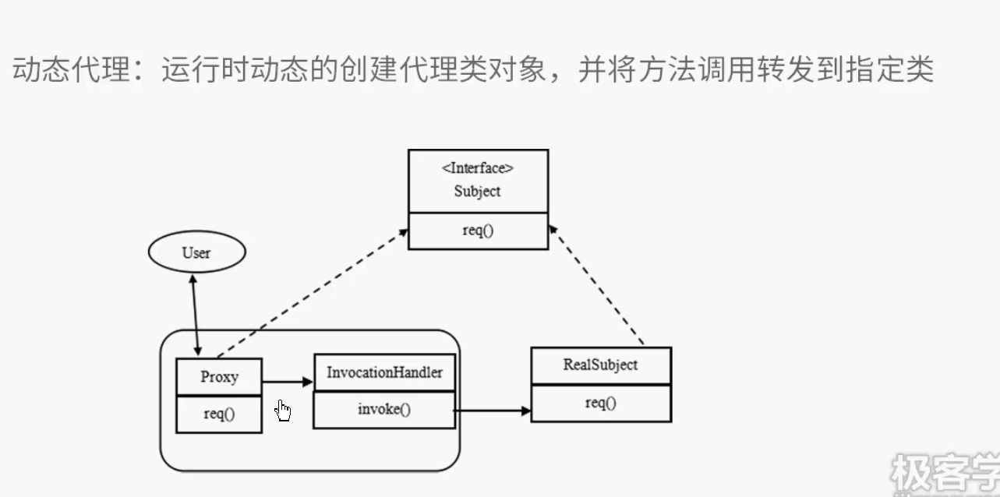 动态代理：运行时动态的创建代理类对象，并将方法调用转发到指定类
<Interface>
Subject
req()
User
Proxy
req()
InvocationHandler
invoke()
RealSubject
req()
极客学